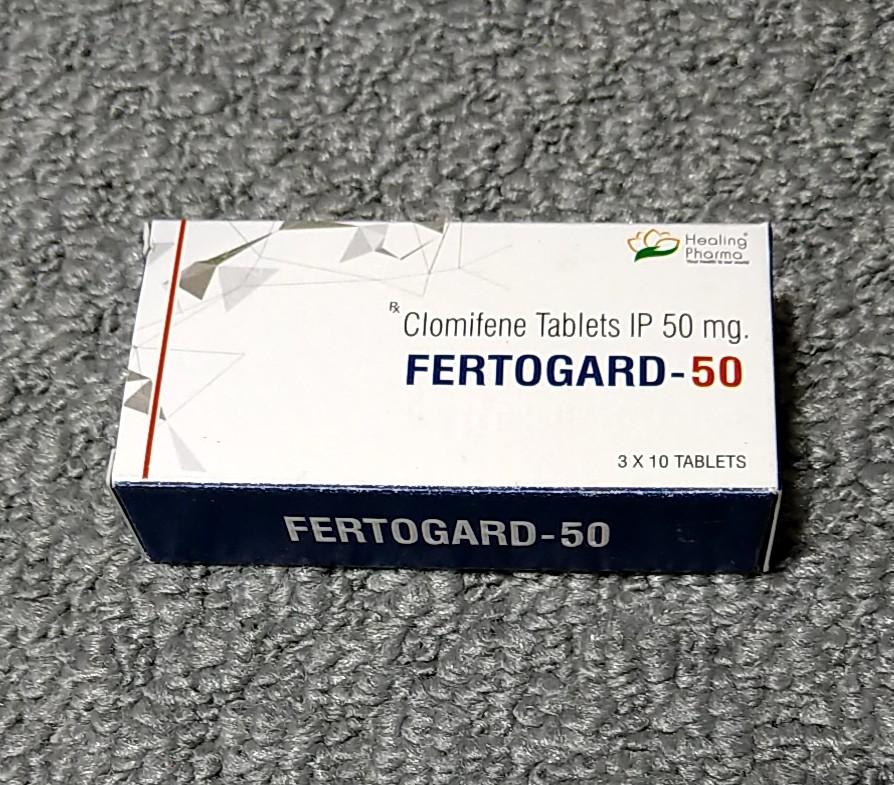 Healing
Pharma
℞ Clomifene Tablets IP 50 mg.
FERTOGARD-50
3 X 10 TABLETS
FERTOGARD-50